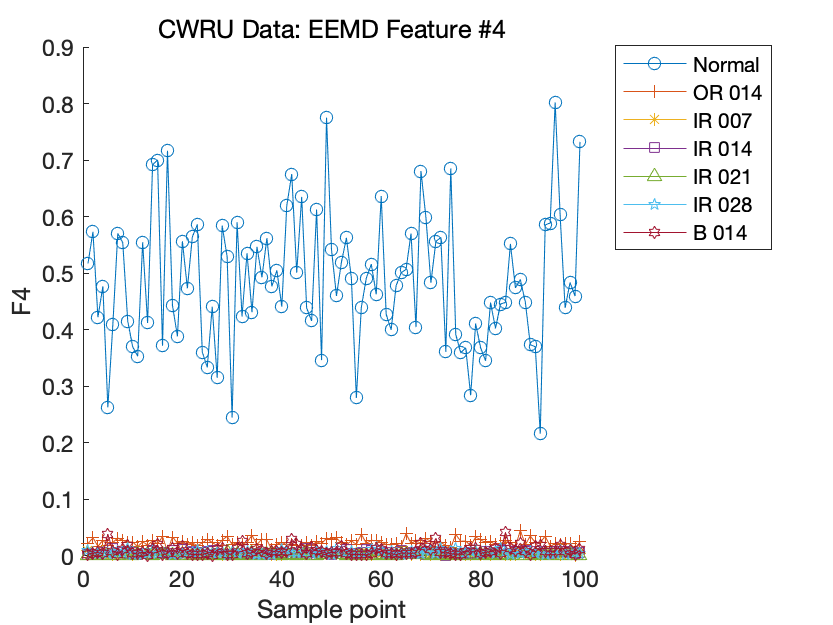 CWRU Data: EEMD Feature #4
0.9
0.8
0.7
0.6
0.5
0.4
0.3
0.2
0.1
0
F4
0 20 40 60 80 100
Sample point
Normal
OR 014
IR 007
IR 014
IR 021
IR 028
B 014